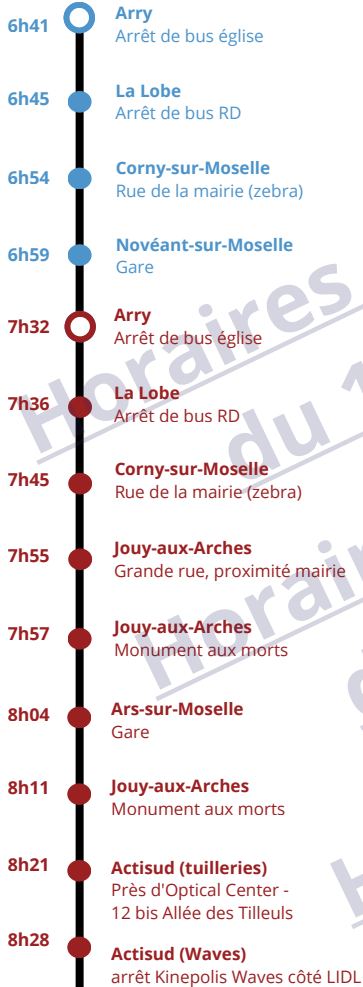 6h41 Arry
Arrêt de bus église
6h45 La Lobe
Arrêt de bus RD
6h54 Corny-sur-Moselle
Rue de la mairie (zebra)
6h59 Novéant-sur-Moselle
Gare
7h32 Arry
Arrêt de bus église
7h36 La Lobe
Arrêt de bus RD
7h45 Corny-sur-Moselle
Rue de la mairie (zebra)
7h55 Jouy-aux-Arches
Grande rue, proximité mairie
7h57 Jouy-aux-Arches
Monument aux morts
8h04 Ars-sur-Moselle
Gare
8h11 Jouy-aux-Arches
Monument aux morts
8h21 Actisud (tuilleries)
Près d'Optical Center -
12 bis Allée des Tilleuls
8h28 Actisud (Waves)
arrêt Kinepolis Waves côté LIDL
Horaires
du